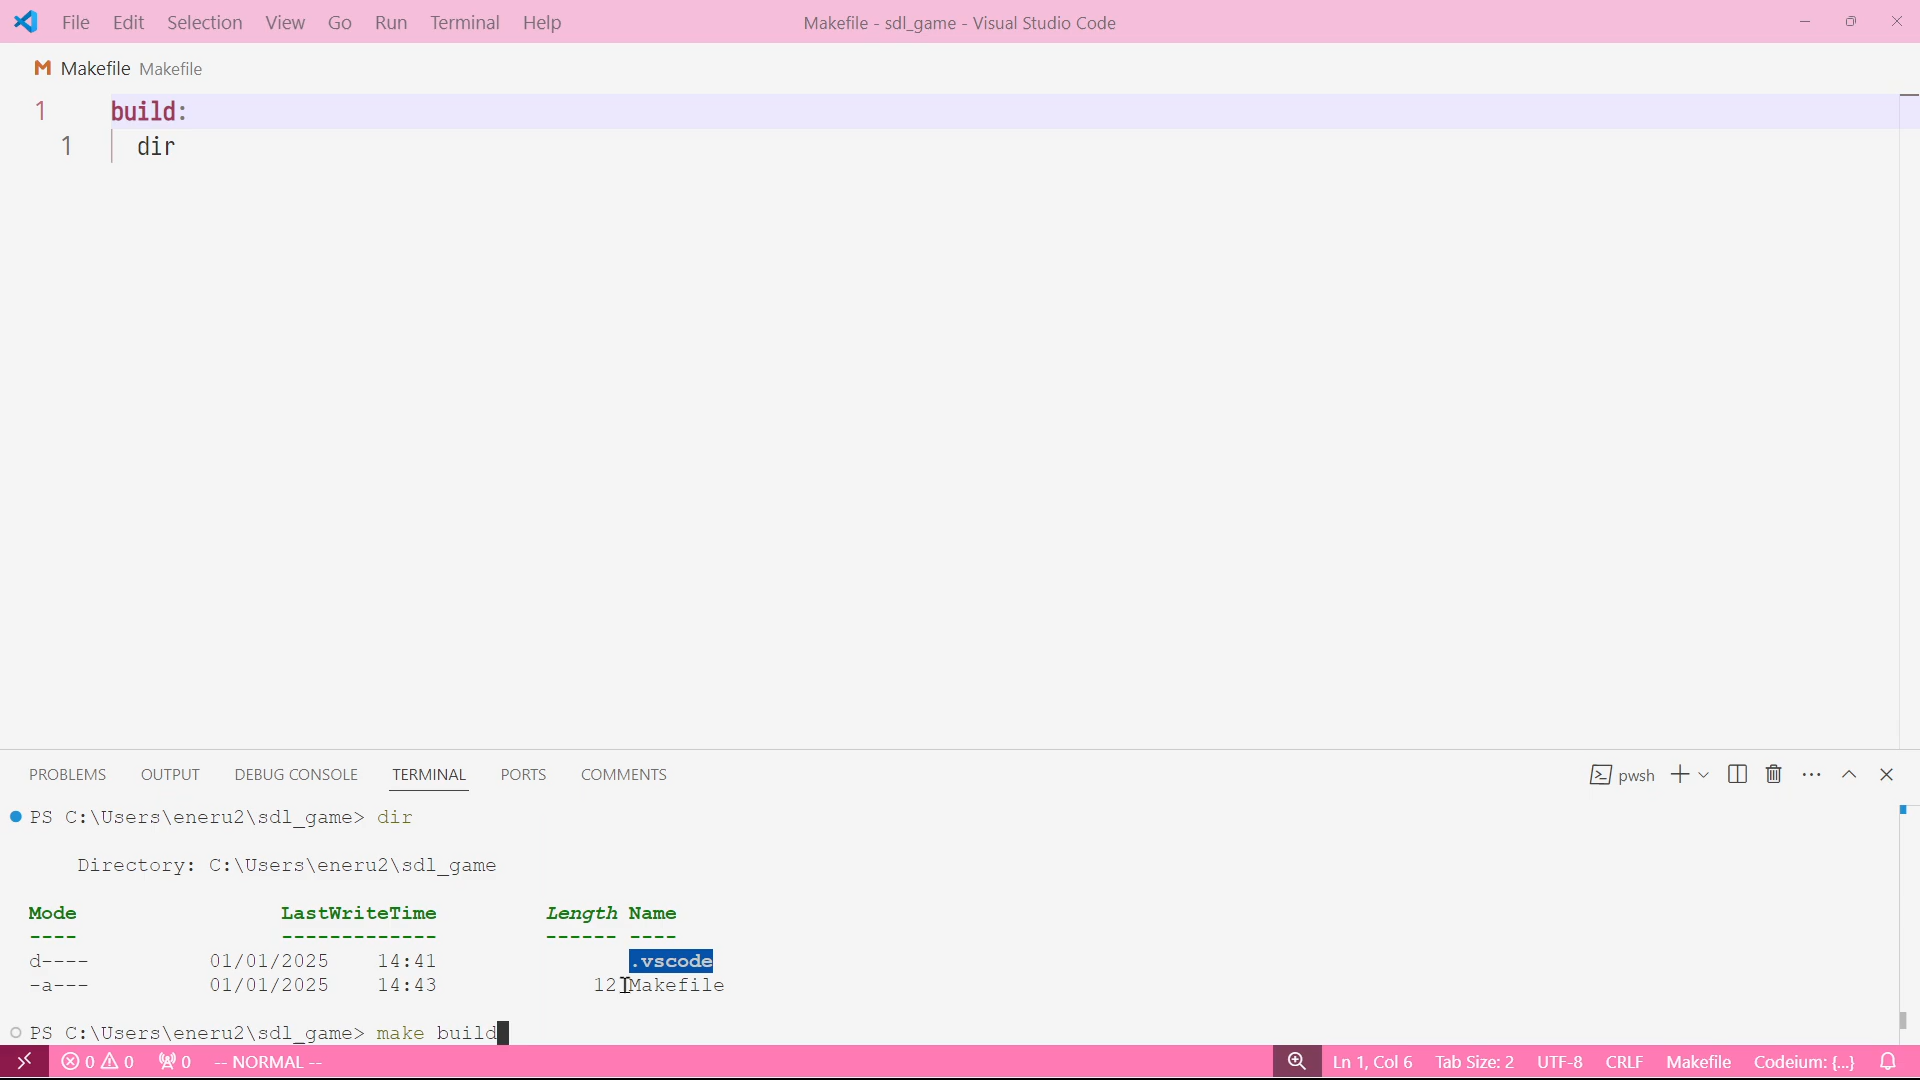 File Edit Selection View Go Run Terminal Help Makefile - sdl_game - Visual Studio Code
Makefile Makefile
1 build:
1 dir
PROBLEMS OUTPUT DEBUG CONSOLE TERMINAL PORTS COMMENTS pwsh
PS C:\Users\eneru2\sdl_game> dir
Directory: C:\Users\eneru2\sdl_game
Mode LastWriteTime Length Name
---- ------------- ------ ----
d---- 01/01/2025 14:41 .vscode
-a--- 01/01/2025 14:43 12 Makefile
PS C:\Users\eneru2\sdl_game> make build
0 0 0 -- NORMAL -- Ln 1, Col 6 Tab Size: 2 UTF-8 CRLF Makefile Codeium: {...}